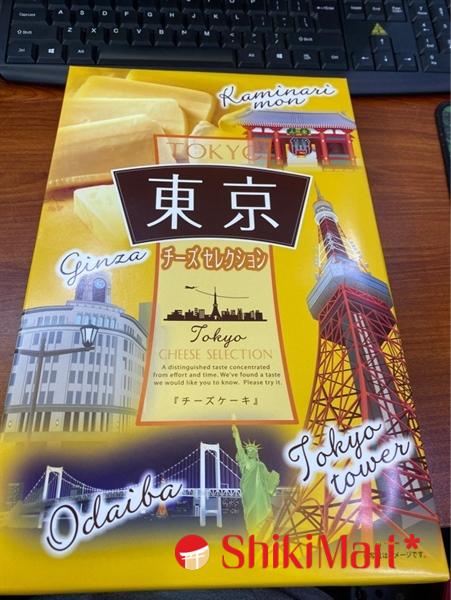 Kaminari
mon
TOKYO
東京
Ginza
チーズセレクション
Tokyo
CHEESE SELECTION
A distinguished taste concentrated
from effort and time. We've found a taste
we would like you to know. Please try it.
『チーズケーキ』
Tokyo
tower
Odaiba
ShikiMart*